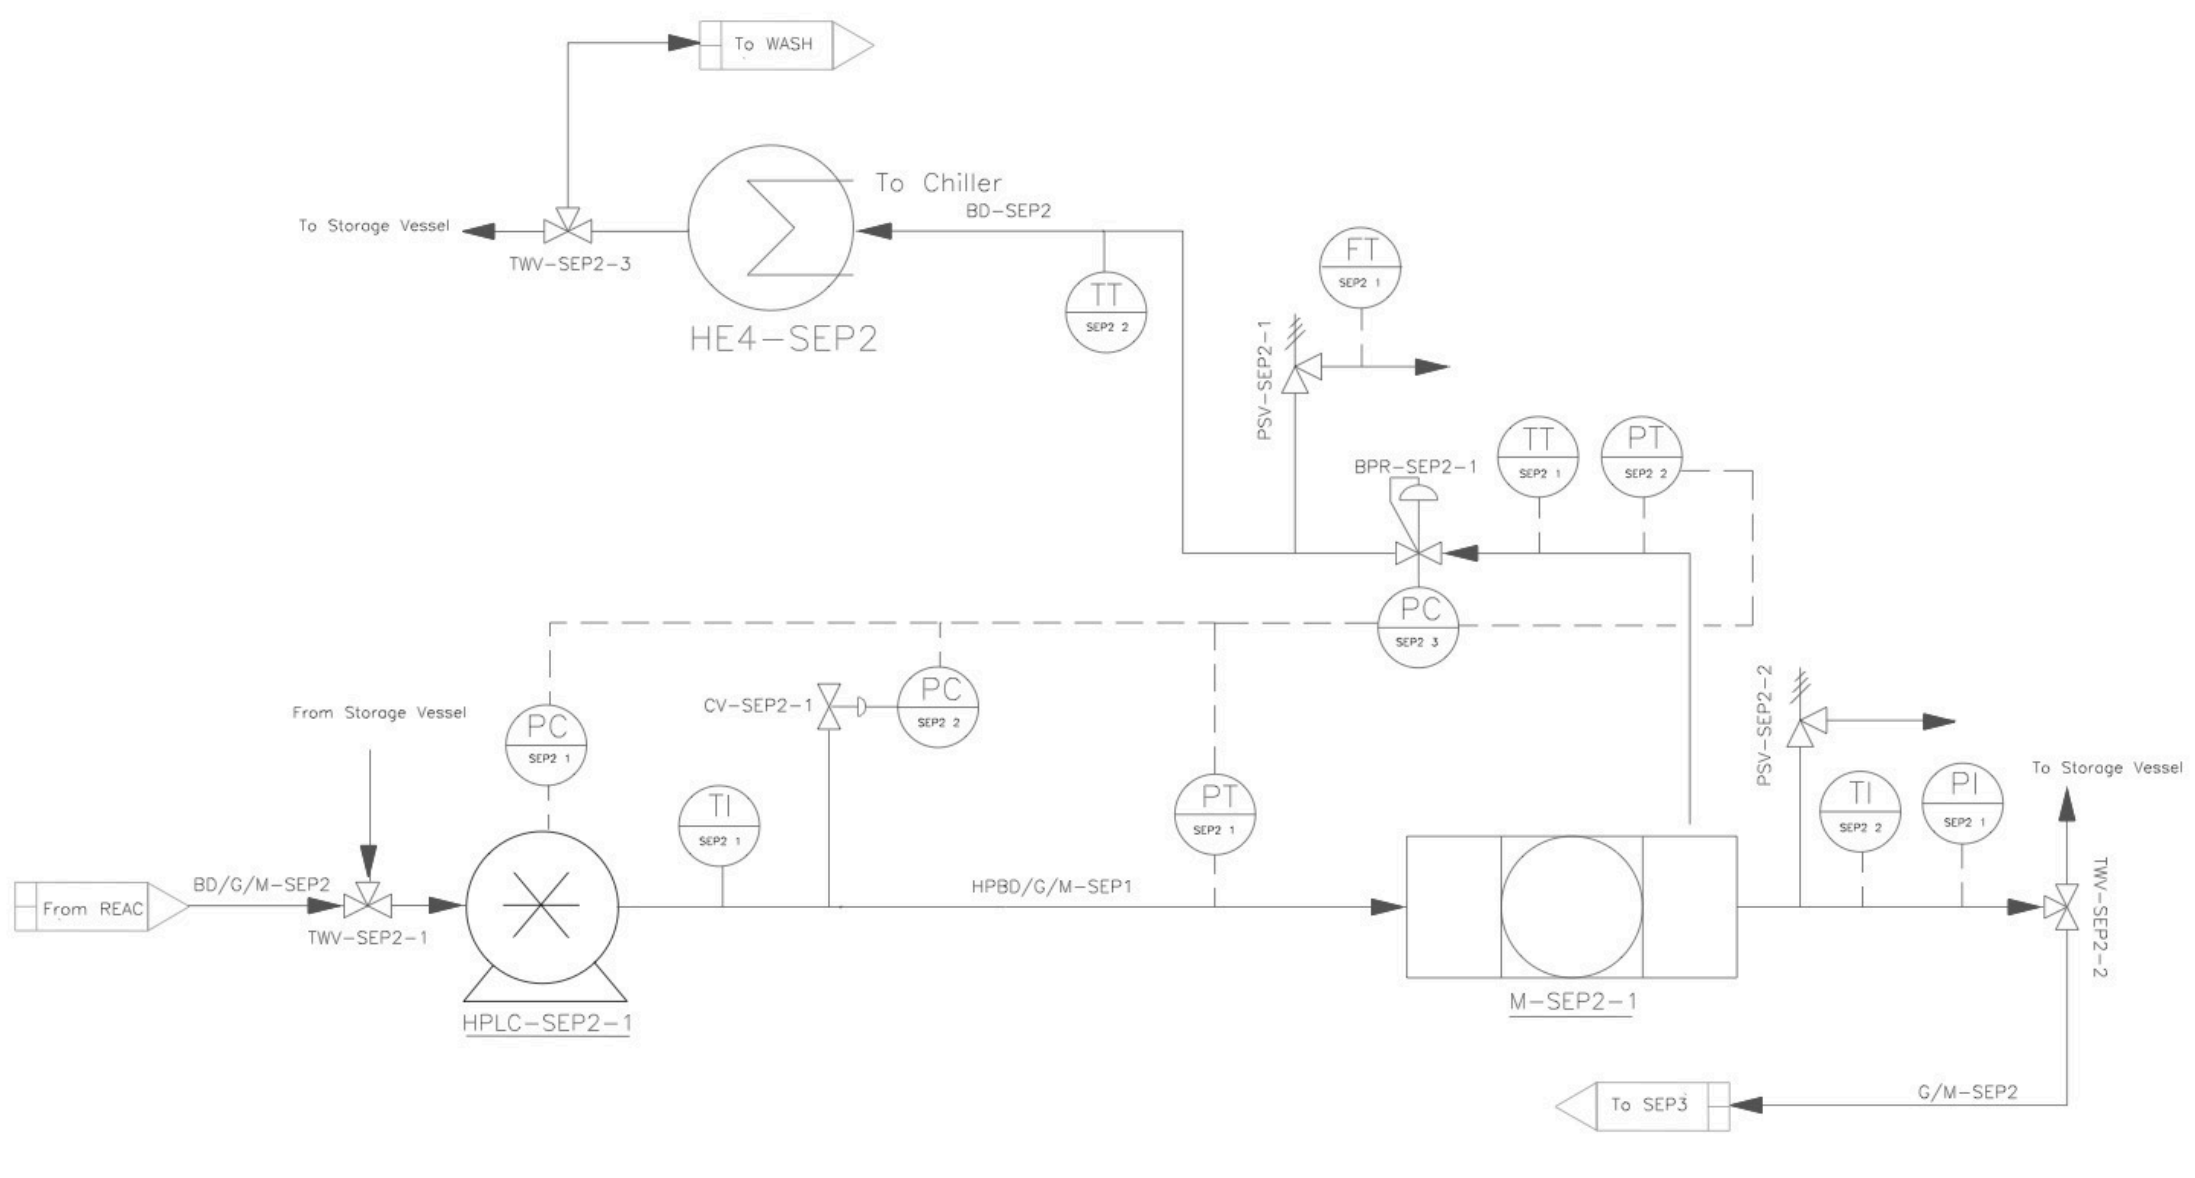 To WASH
To Chiller
BD-SEP2
To Storage Vessel
TWV-SEP2-3
HE4-SEP2
TT
SEP2 2
FT
SEP2 1
PSV-SEP2-1
BPR-SEP2-1
TT
SEP2 1
PT
SEP2 2
PC
SEP2 3
From Storage Vessel
PC
SEP2 1
CV-SEP2-1
PC
SEP2 2
TI
SEP2 1
PT
SEP2 1
PSV-SEP2-2
TI
SEP2 2
PI
SEP2 1
To Storage Vessel
TWV-SEP2-2
From REAC
BD/G/M-SEP2
TWV-SEP2-1
HPLC-SEP2-1
HPBD/G/M-SEP1
M-SEP2-1
To SEP3
G/M-SEP2